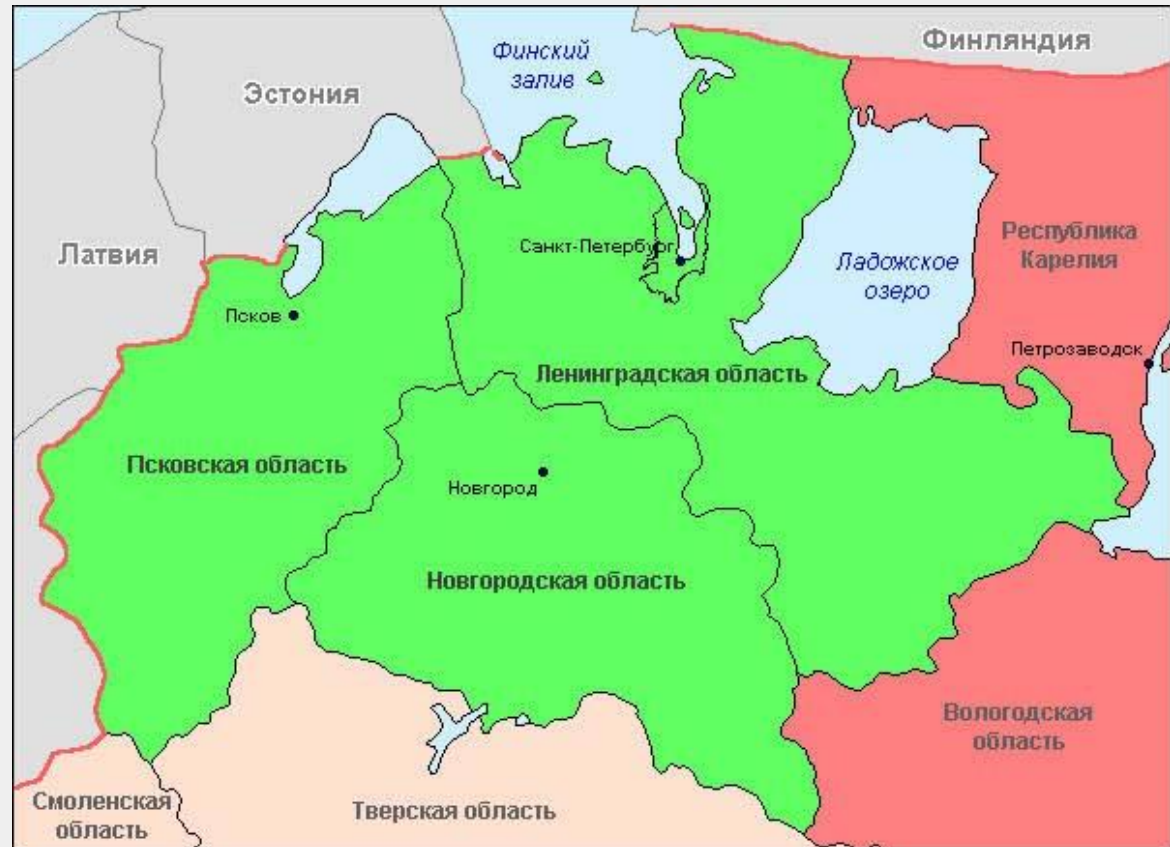 Финляндия
Финский
залив
Эстония
Республика
Карелия
Санкт-Петербург
Латвия
Ладожское
озеро
Псков
Петрозаводск
Ленинградская область
Псковская область
Новгород
Новгородская область
Вологодская
область
Смоленская
область
Тверская область